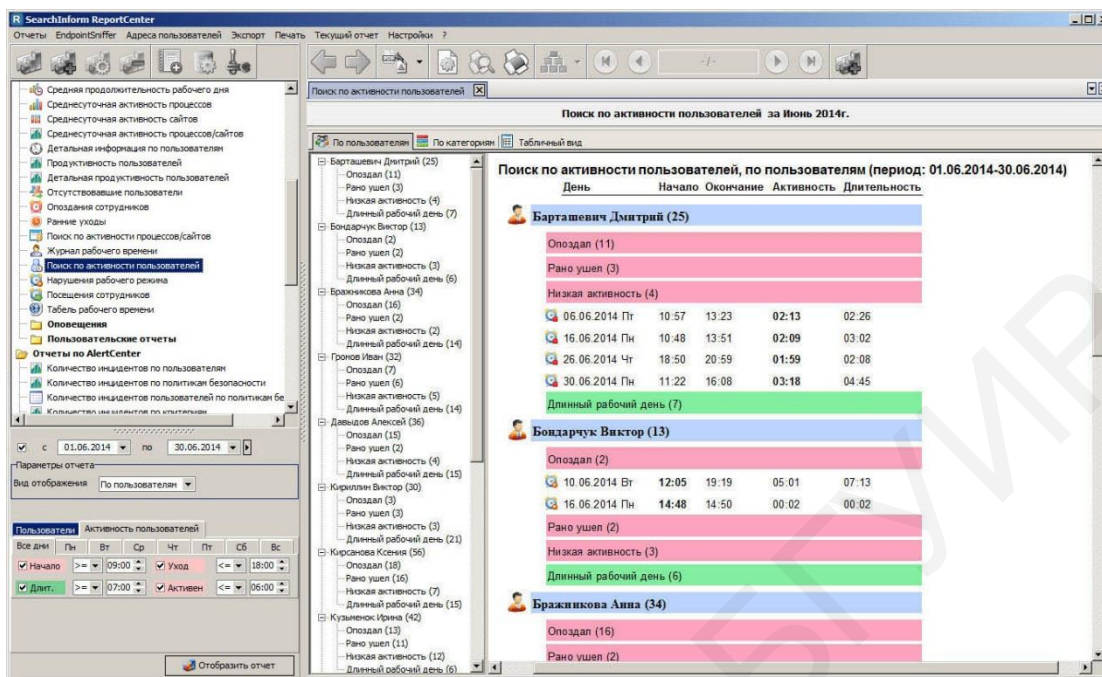 SearchInform ReportCenter
Отчеты EndpointSniffer Адреса пользователей Экспорт Печать Текущий отчет Настройки ?
- / -
Средняя продолжительность рабочего дня
Среднесуточная активность процессов
Среднесуточная активность сайтов
Среднесуточная активность процессов/сайтов
Детальная информация по пользователям
Продуктивность пользователей
Детальная продуктивность пользователей
Отсутствовавшие пользователи
Опоздания сотрудников
Ранние уходы
Поиск по активности процессов/сайтов
Журнал рабочего времени
Поиск по активности пользователей
Нарушения рабочего режима
Посещения сотрудников
Табель рабочего времени
Оповещения
Пользовательские отчеты
Отчеты по AlertCenter
Количество инцидентов по пользователям
Количество инцидентов по политикам безопасности
Количество инцидентов пользователей по политикам бе
Количество инцидентов по критериям
с 01.06.2014 по 30.06.2014
Параметры отчета
Вид отображения По пользователям
Пользователи Активность пользователей
Все дни Пн Вт Ср Чт Пт Сб Вс
Начало >= 09:00 Уход <= 18:00
Длит. >= 07:00 Активен <= 06:00
Отобразить отчет
Поиск по активности пользователей
Поиск по активности пользователей за Июнь 2014г.
По пользователям По категориям Табличный вид
Барташевич Дмитрий (25)
Опоздал (11)
Рано ушел (3)
Низкая активность (4)
Длинный рабочий день (7)
Бондарчук Виктор (13)
Опоздал (2)
Рано ушел (2)
Низкая активность (3)
Длинный рабочий день (6)
Бражникова Анна (34)
Опоздал (16)
Рано ушел (2)
Низкая активность (2)
Длинный рабочий день (14)
Гронов Иван (32)
Опоздал (7)
Рано ушел (6)
Низкая активность (5)
Длинный рабочий день (14)
Давыдов Алексей (36)
Опоздал (15)
Рано ушел (2)
Низкая активность (4)
Длинный рабочий день (15)
Кириллин Виктор (30)
Опоздал (3)
Рано ушел (3)
Низкая активность (3)
Длинный рабочий день (21)
Кирсанова Ксения (56)
Опоздал (18)
Рано ушел (16)
Низкая активность (7)
Длинный рабочий день (15)
Кузьменок Ирина (42)
Опоздал (13)
Рано ушел (11)
Низкая активность (12)
Длинный рабочий день (6)
Поиск по активности пользователей, по пользователям (период: 01.06.2014-30.06.2014)
День Начало Окончание Активность Длительность
Барташевич Дмитрий (25)
Опоздал (11)
Рано ушел (3)
Низкая активность (4)
06.06.2014 Пт 10:57 13:23 02:13 02:26
16.06.2014 Пн 10:48 13:51 02:09 03:02
26.06.2014 Чт 18:50 20:59 01:59 02:08
30.06.2014 Пн 11:22 16:08 03:18 04:45
Длинный рабочий день (7)
Бондарчук Виктор (13)
Опоздал (2)
10.06.2014 Вт 12:05 19:19 05:01 07:13
16.06.2014 Пн 14:48 14:50 00:02 00:02
Рано ушел (2)
Низкая активность (3)
Длинный рабочий день (6)
Бражникова Анна (34)
Опоздал (16)
Рано ушел (2)
БГУИР